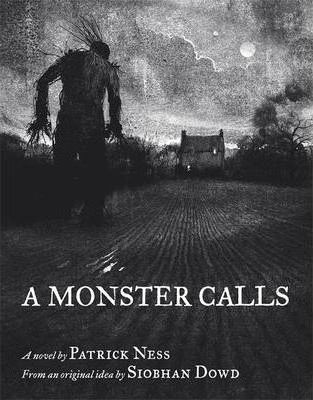 A MONSTER CALLS
A novel by PATRICK NESS
From an original idea by SIOBHAN DOWD